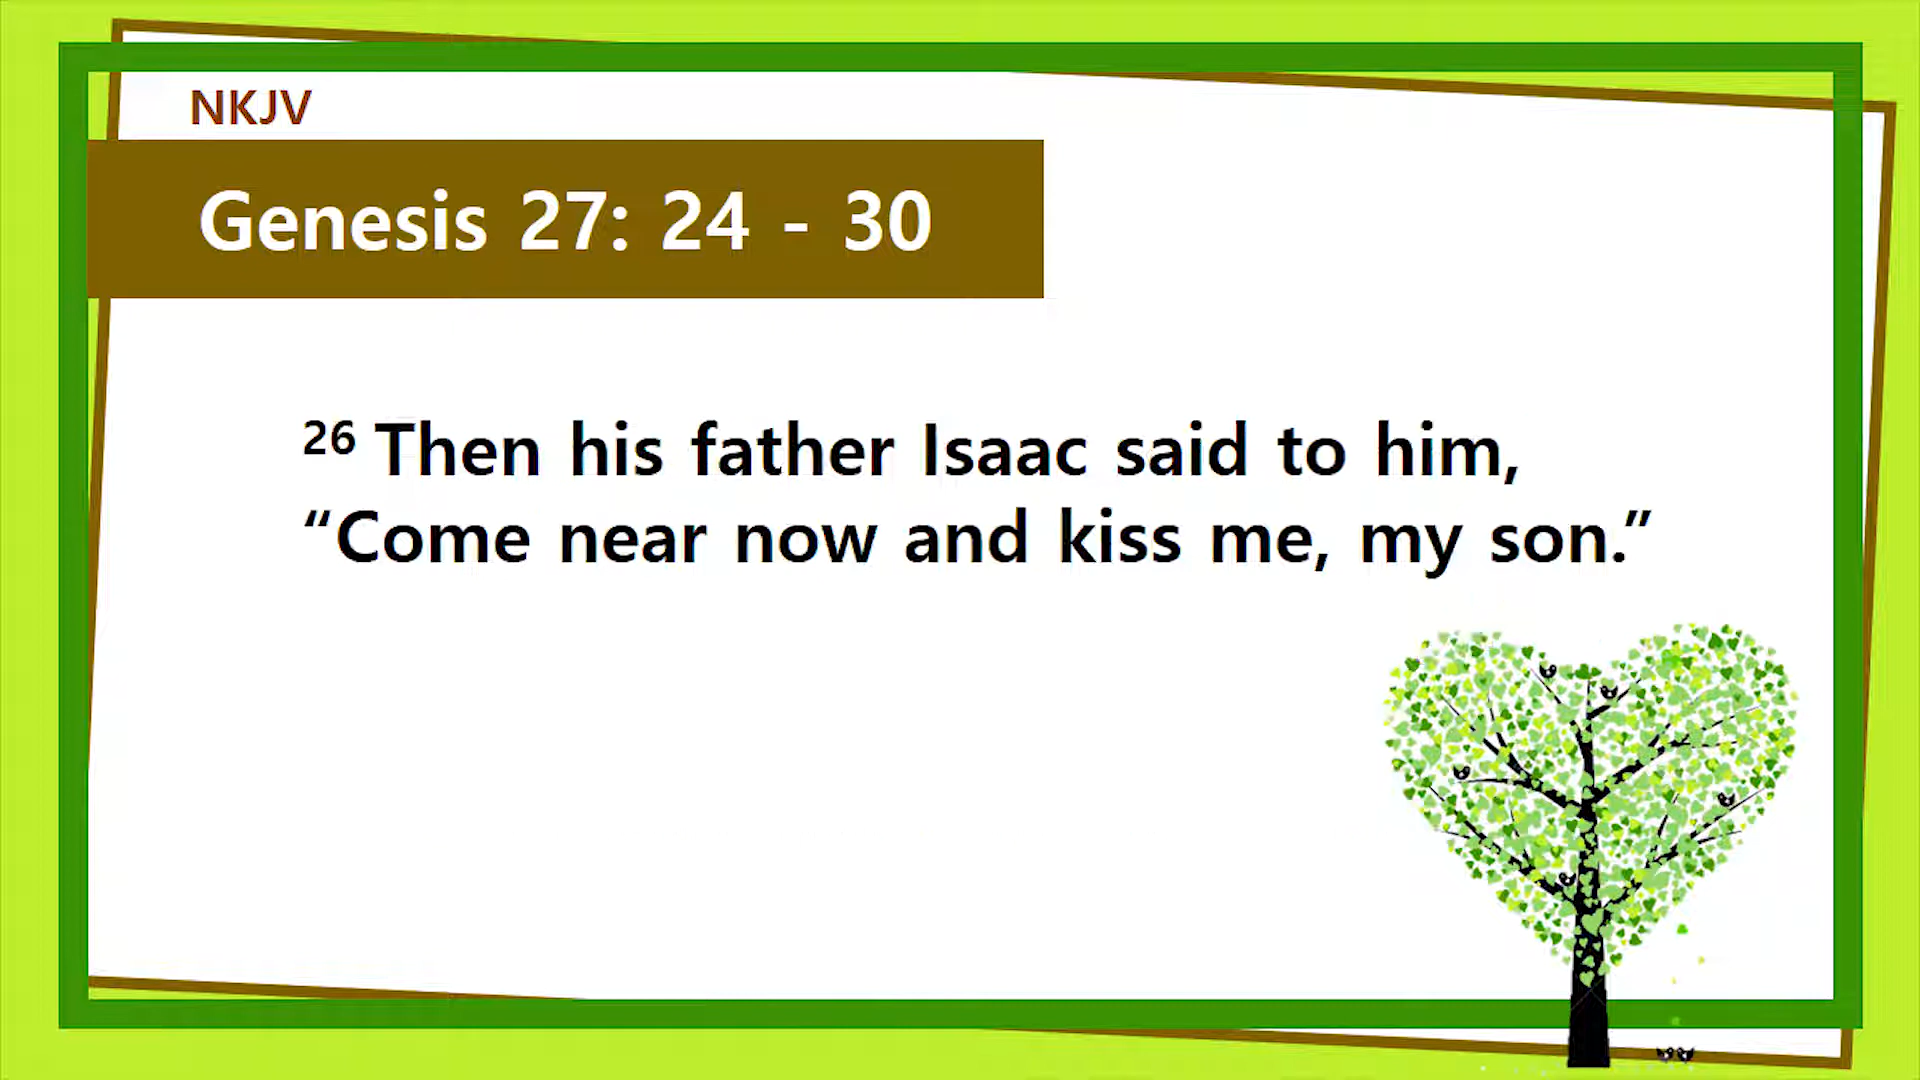 NKJV
Genesis 27: 24 - 30
26 Then his father Isaac said to him,
“Come near now and kiss me, my son.”